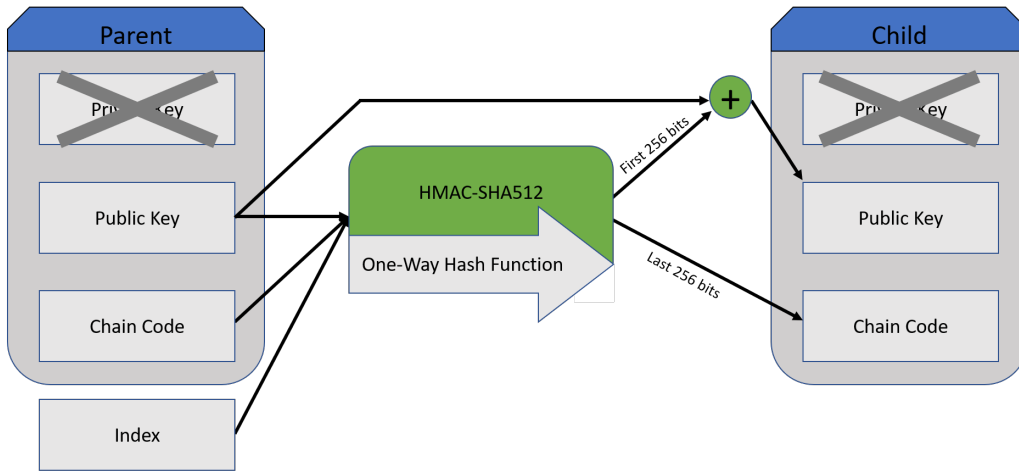 Parent
Public Key
Chain Code
Index
HMAC-SHA512
One-Way Hash Function
First 256 bits
Last 256 bits
+
Child
Public Key
Chain Code